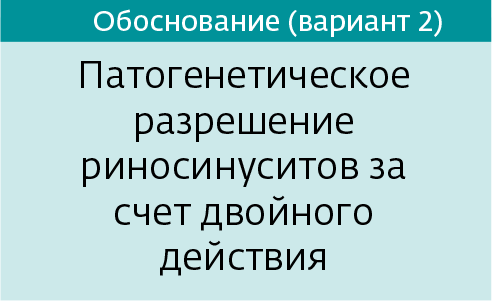 Обоснование (вариант 2)
Патогенетическое
разрешение
риносинуситов за
счет двойного
действия